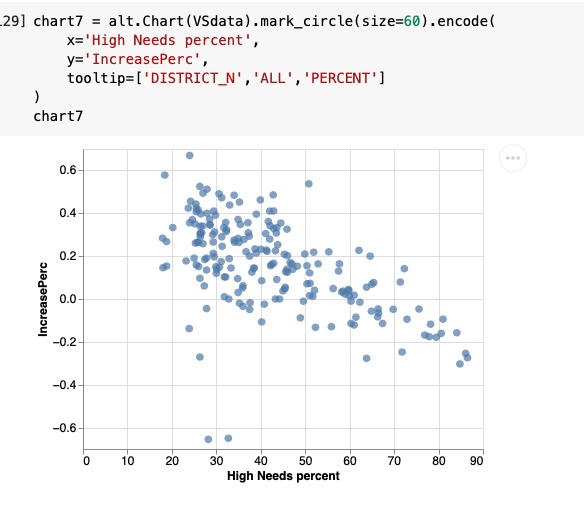 .29] chart7 = alt.Chart(VSdata).mark_circle(size=60).encode(
x='High Needs percent',
y='IncreasePerc',
tooltip=['DISTRICT_N','ALL','PERCENT']
)
chart7
0.6
0.4
0.2
0.0
−0.2
−0.4
−0.6
IncreasePerc
0 10 20 30 40 50 60 70 80 90
High Needs percent